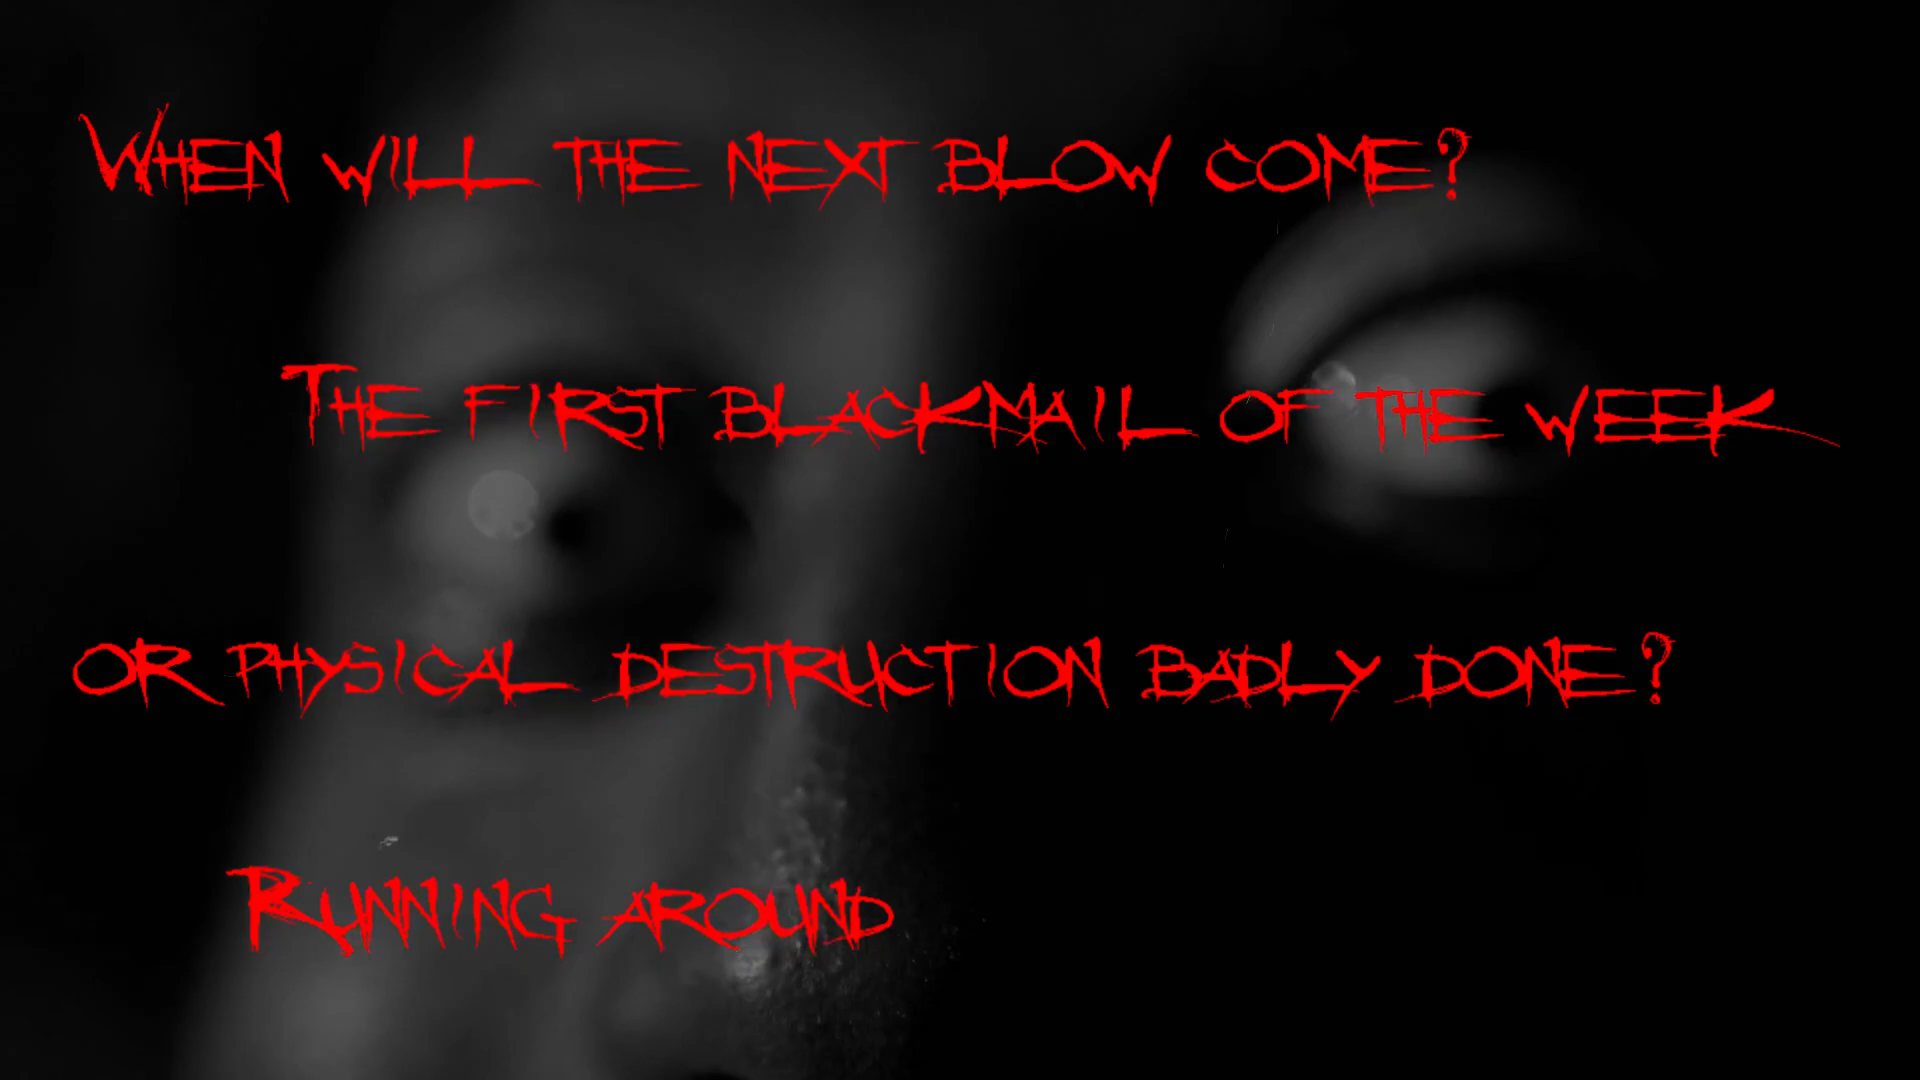 When will the next blow come?
The first blackmail of the week
or physical destruction badly done?
Running around